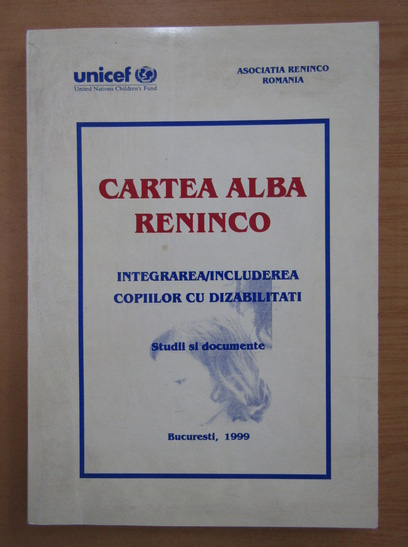 unicef
United Nations Children's Fund
ASOCIATIA RENINCO
ROMANIA
CARTEA ALBA
RENINCO
INTEGRAREA/INCLUDEREA
COPIILOR CU DIZABILITATI
Studii si documente
Bucuresti, 1999